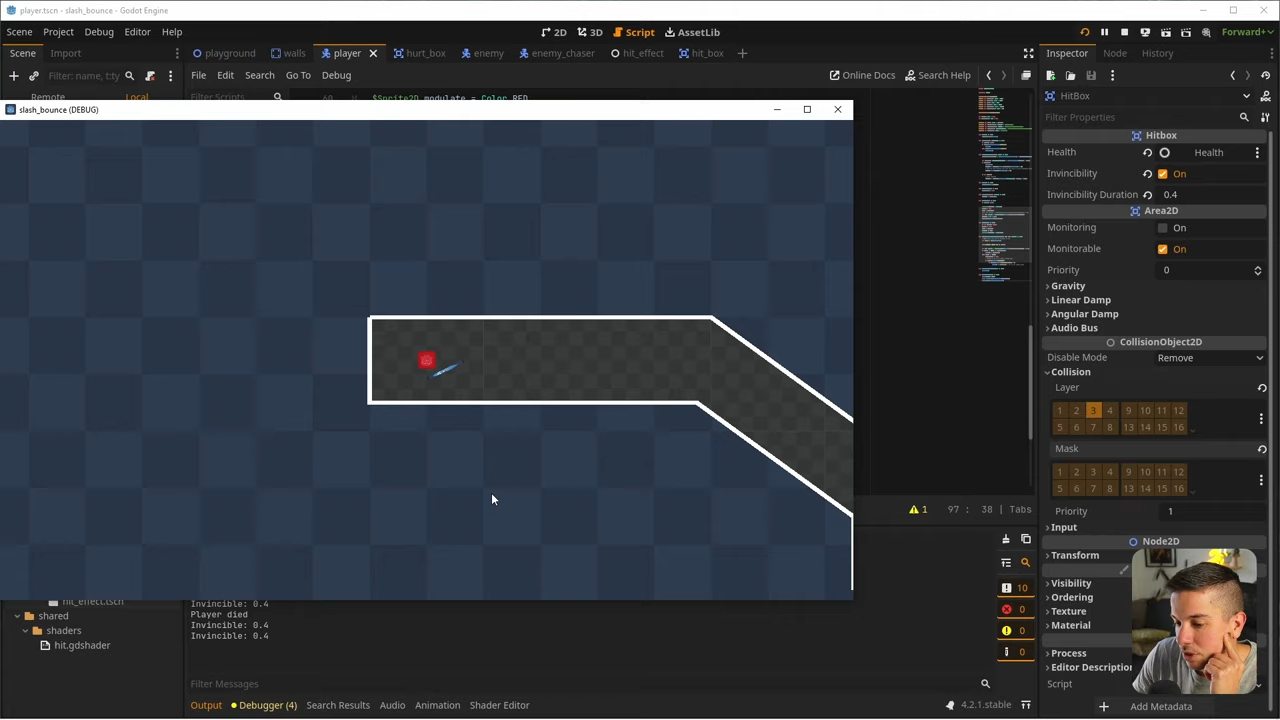 player.tscn - slash_bounce - Godot Engine
Scene Project Debug Editor Help
2D 3D Script AssetLib
Forward+
Scene Import
playground walls player hurt_box enemy enemy_chaser hit_effect hit_box
Inspector Node History
Filter: name, t:ty
File Edit Search Go To Debug
Online Docs Search Help
Remote Local
Filter Scripts
60 $Sprite2D.modulate = Color.RED
HitBox
slash_bounce (DEBUG)
Filter Properties
Hitbox
Health Health
Invincibility On
Invincibility Duration 0.4
Area2D
Monitoring On
Monitorable On
Priority 0
Gravity
Linear Damp
Angular Damp
Audio Bus
CollisionObject2D
Disable Mode Remove
Collision
Layer
1 2 3 4 9 10 11 12
5 6 7 8 13 14 15 16
Mask
1 2 3 4 9 10 11 12
5 6 7 8 13 14 15 16
Priority 1
1 97 : 38 | Tabs
Input
Node2D
Transform
Visibility
Ordering
Texture
Material
Process
Editor Description
Script
Add Metadata
10
0
0
0
hit_effect.tscn
shared
shaders
hit.gdshader
Invincible: 0.4
Player died
Invincible: 0.4
Invincible: 0.4
Filter Messages
Output Debugger (4) Search Results Audio Animation Shader Editor
4.2.1.stable